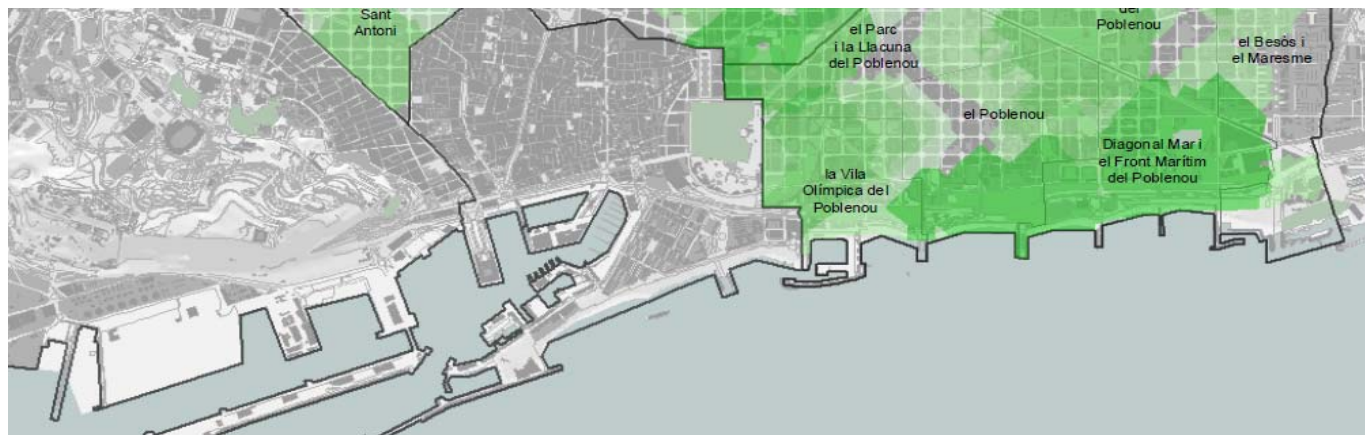 Sant
Antoni
el Parc
i la Llacuna
del Poblenou
del
Poblenou
el Besòs i
el Maresme
el Poblenou
Diagonal Mar i
el Front Marítim
del Poblenou
la Vila
Olímpica del
Poblenou